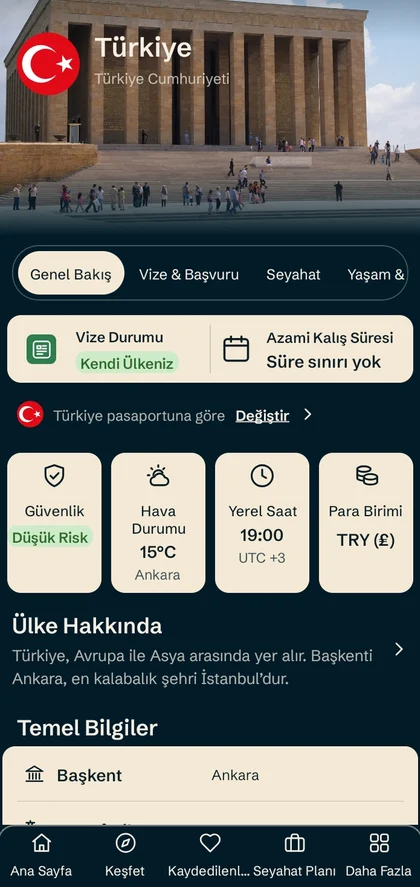 Türkiye
Türkiye Cumhuriyeti
Genel Bakış
Vize & Başvuru
Seyahat
Yaşam &
Vize Durumu
Kendi Ülkeniz
Azami Kalış Süresi
Süre sınırı yok
Türkiye pasaportuna göre Değiştir
Güvenlik
Düşük Risk
Hava
Durumu
15°C
Ankara
Yerel Saat
19:00
UTC +3
Para Birimi
TRY (₤)
Ülke Hakkında
Türkiye, Avrupa ile Asya arasında yer alır. Başkenti
Ankara, en kalabalık şehri İstanbul'dur.
Temel Bilgiler
Başkent
Ankara
Ana Sayfa
Keşfet
Kaydedilenl...
Seyahat Planı
Daha Fazla